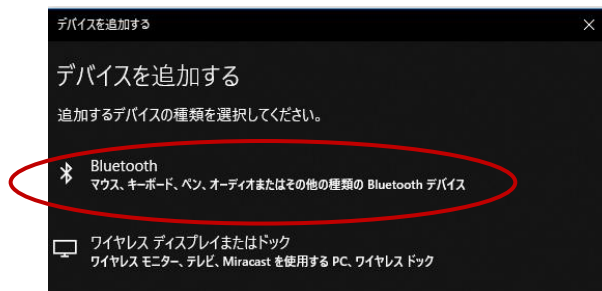 デバイスを追加する
デバイスを追加する
追加するデバイスの種類を選択してください。
Bluetooth
マウス、キーボード、ペン、オーディオまたはその他の種類の Bluetooth デバイス
ワイヤレス ディスプレイまたはドック
ワイヤレス モニター、テレビ、Miracast を使用する PC、ワイヤレス ドック